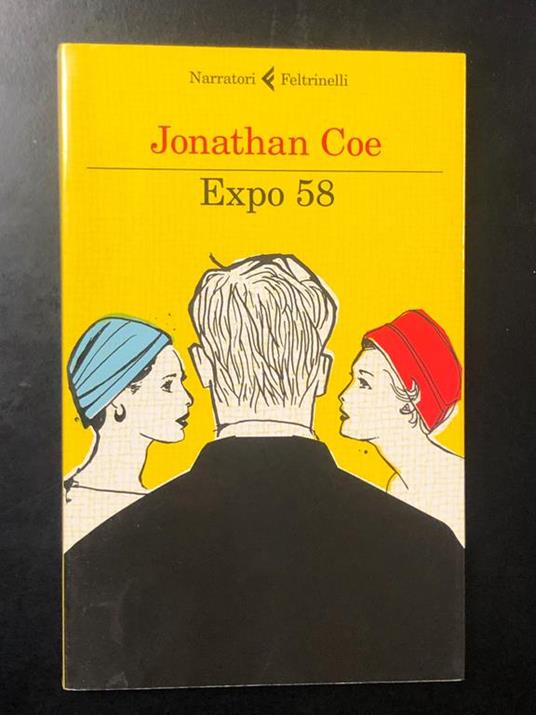 Narratori Feltrinelli
Jonathan Coe
Expo 58